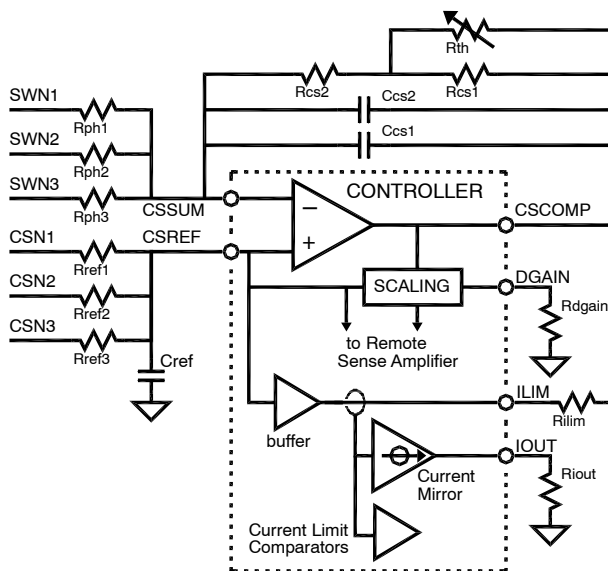 Rth
Rcs2
Rcs1
Ccs2
Ccs1
SWN1
Rph1
SWN2
Rph2
SWN3
Rph3
CSSUM
CONTROLLER
CSCOMP
−
+
CSN1
CSREF
Rref1
CSN2
Rref2
CSN3
Rref3
Cref
SCALING
DGAIN
Rdgain
to Remote
Sense Amplifier
buffer
ILIM
Rilim
IOUT
Current
Mirror
Riout
Current Limit
Comparators